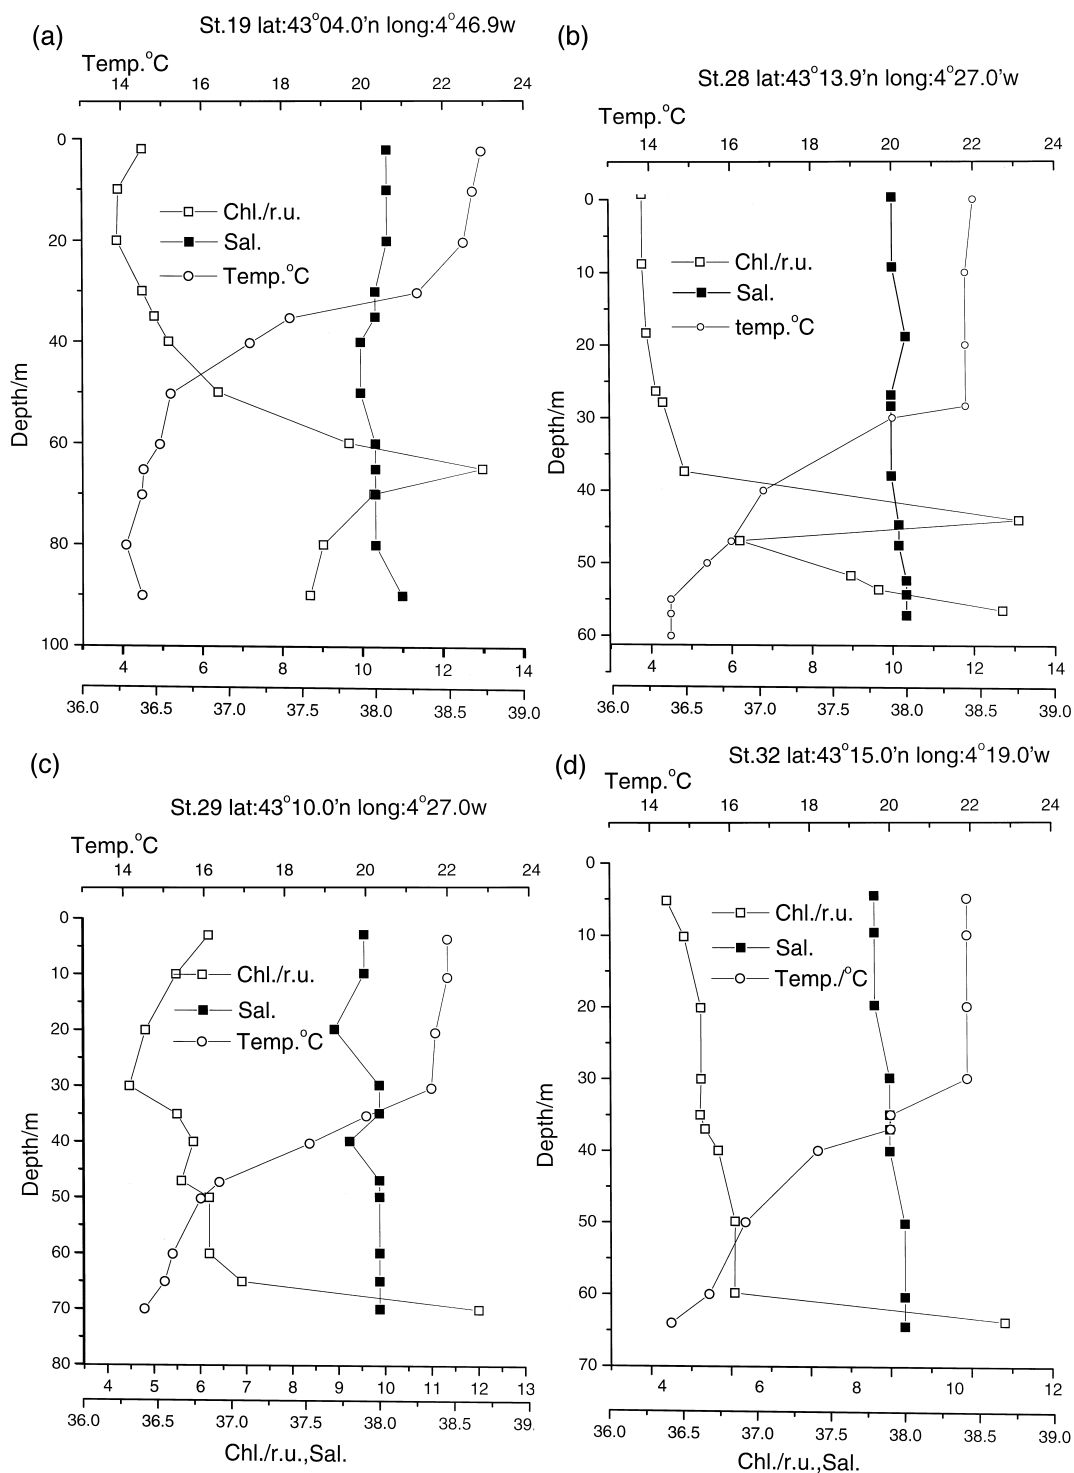 (a)
St.19 lat:43°04.0'n long:4°46.9w
Temp.°C
14 16 18 20 22 24
0
20
40
60
80
100
Depth/m
Chl./r.u.
Sal.
Temp.°C
4 6 8 10 12 14
36.0 36.5 37.0 37.5 38.0 38.5 39.0
(b)
St.28 lat:43°13.9'n long:4°27.0'w
Temp.°C
14 16 18 20 22 24
0
10
20
30
40
50
60
Depth/m
Chl./r.u.
Sal.
temp.°C
4 6 8 10 12 14
36.0 36.5 37.0 37.5 38.0 38.5 39.0
(c)
St.29 lat:43°10.0'n long:4°27.0w
Temp.°C
14 16 18 20 22 24
0
10
20
30
40
50
60
70
80
Depth/m
Chl./r.u.
Sal.
Temp.°C
4 5 6 7 8 9 10 11 12 13
36.0 36.5 37.0 37.5 38.0 38.5 39.
Chl./r.u.,Sal.
(d)
St.32 lat:43°15.0'n long:4°19.0'w
Temp.°C
14 16 18 20 22 24
0
10
20
30
40
50
60
70
Depth/m
Chl./r.u.
Sal.
Temp./°C
4 6 8 10 12
36.0 36.5 37.0 37.5 38.0 38.5 39.0
Chl./r.u.,Sal.